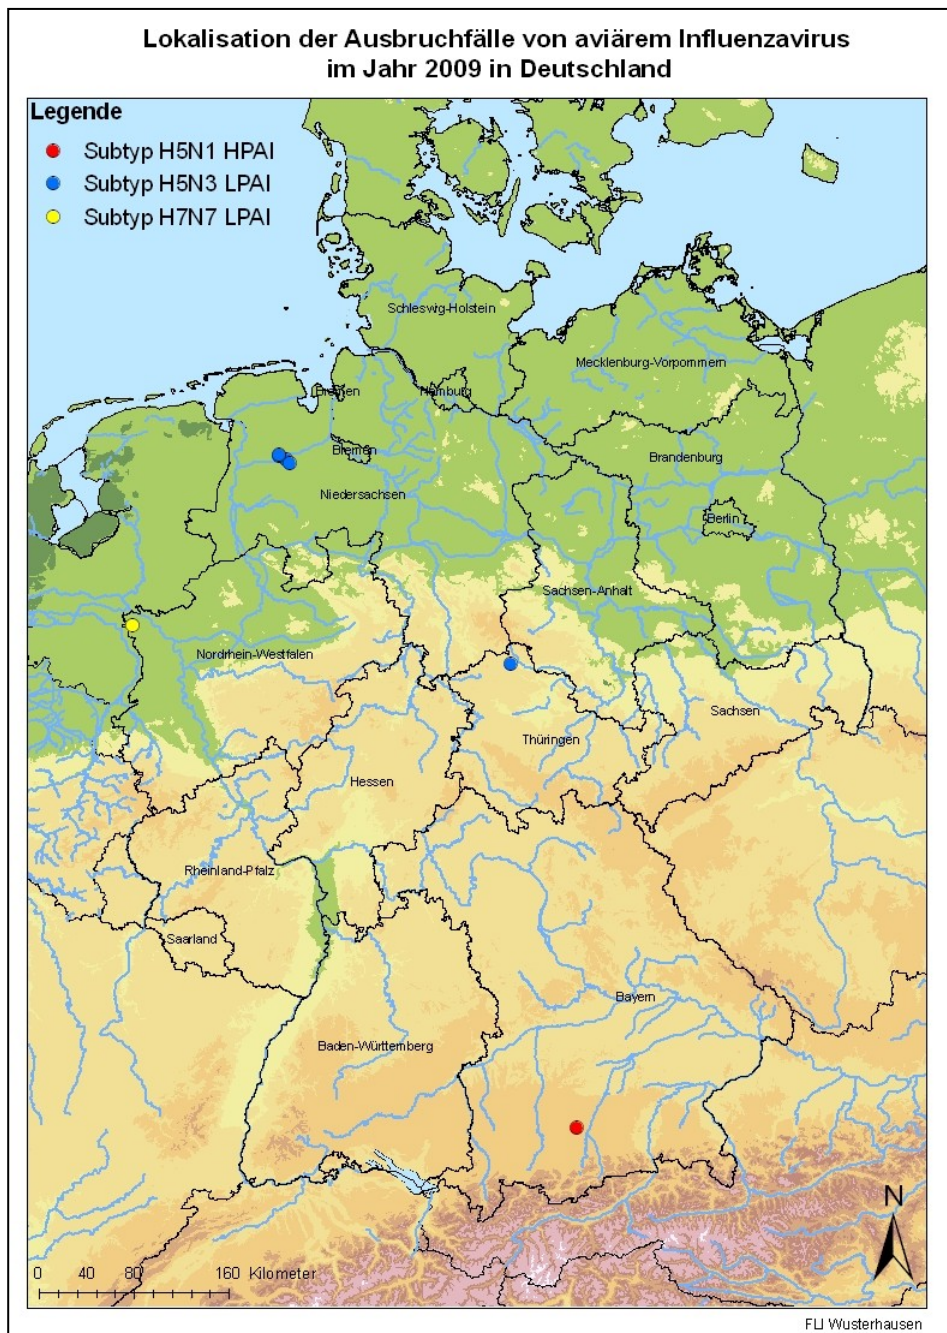 Lokalisation der Ausbruchfälle von aviärem Influenzavirus
im Jahr 2009 in Deutschland
Legende
Subtyp H5N1 HPAI
Subtyp H5N3 LPAI
Subtyp H7N7 LPAI
Schleswig-Holstein
Mecklenburg-Vorpommern
Bremen
Hamburg
Bremen
Brandenburg
Niedersachsen
Berlin
Sachsen-Anhalt
Nordrhein-Westfalen
Sachsen
Thüringen
Hessen
Rheinland-Pfalz
Saarland
Bayern
Baden-Württemberg
N
0 40 80 160 Kilometer
FLI Wusterhausen